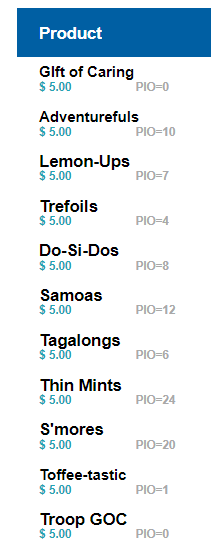 Product
GIft of Caring
$ 5.00 PIO=0
Adventurefuls
$ 5.00 PIO=10
Lemon-Ups
$ 5.00 PIO=7
Trefoils
$ 5.00 PIO=4
Do-Si-Dos
$ 5.00 PIO=8
Samoas
$ 5.00 PIO=12
Tagalongs
$ 5.00 PIO=6
Thin Mints
$ 5.00 PIO=24
S'mores
$ 5.00 PIO=20
Toffee-tastic
$ 5.00 PIO=1
Troop GOC
$ 5.00 PIO=0